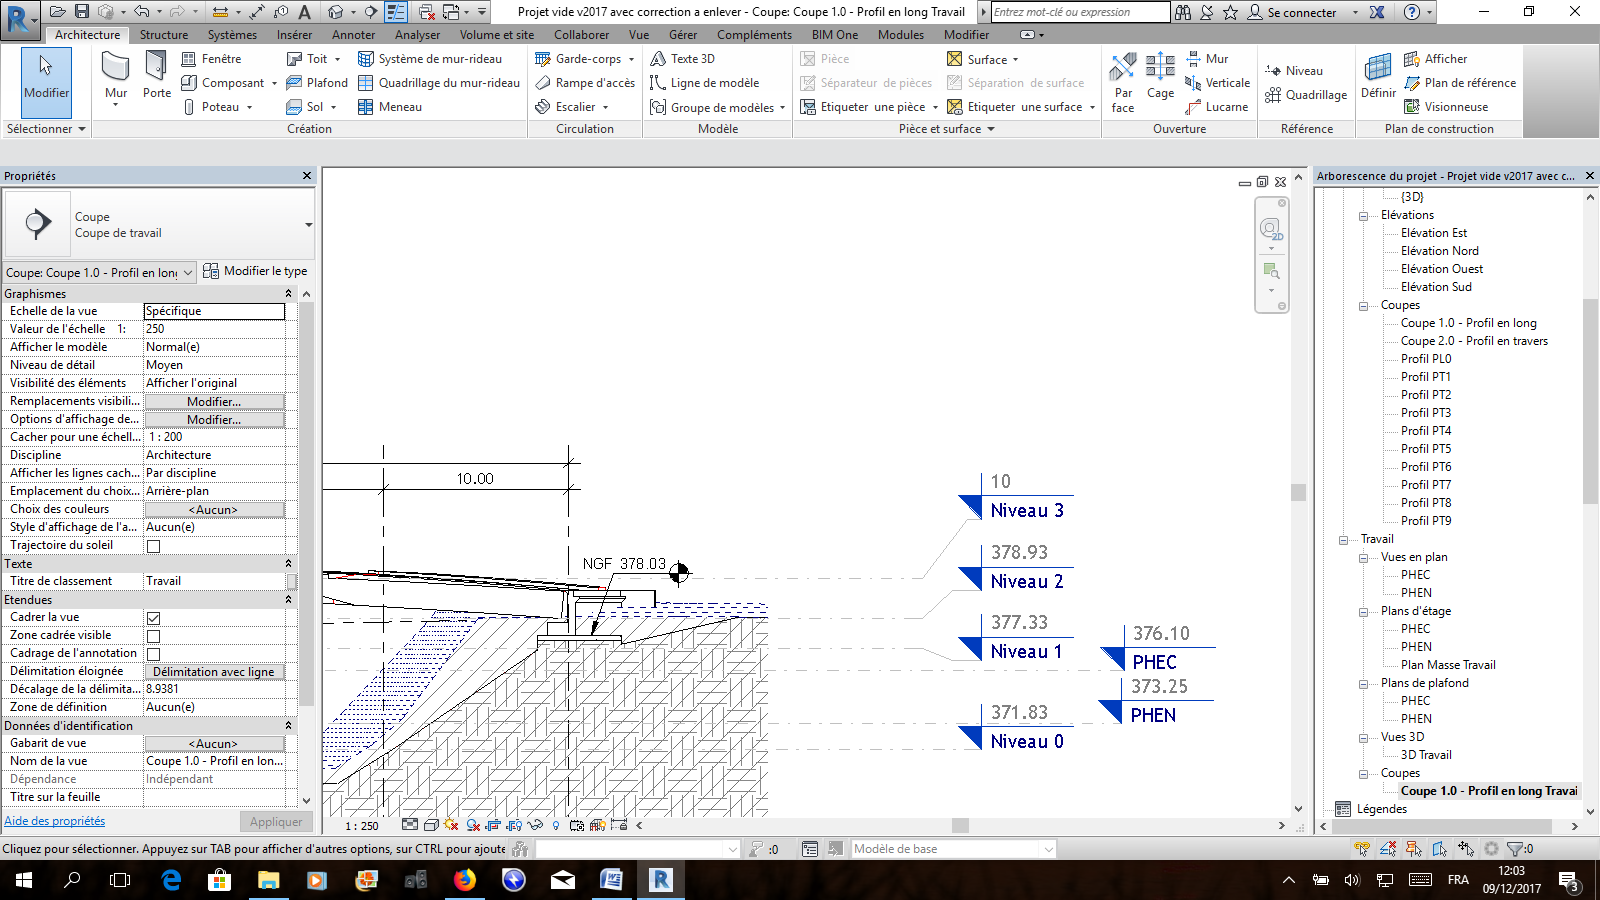 Projet vide v2017 avec correction a enlever - Coupe: Coupe 1.0 - Profil en long Travail
Entrez mot-clé ou expression
Se connecter
Architecture Structure Systèmes Insérer Annoter Analyser Volume et site Collaborer Vue Gérer Compléments BIM One Modules Modifier
Modifier
Mur
Porte
Fenêtre
Composant
Poteau
Toit
Plafond
Sol
Système de mur-rideau
Quadrillage du mur-rideau
Meneau
Garde-corps
Rampe d'accès
Escalier
Texte 3D
Ligne de modèle
Groupe de modèles
Pièce
Séparateur de pièces
Etiqueter une pièce
Surface
Séparation de surface
Etiqueter une surface
Par
face
Cage
Mur
Verticale
Lucarne
Niveau
Quadrillage
Définir
Afficher
Plan de référence
Visionneuse
Sélectionner
Création
Circulation
Modèle
Pièce et surface
Ouverture
Référence
Plan de construction
Propriétés
Coupe
Coupe de travail
Coupe: Coupe 1.0 - Profil en long
Modifier le type
Graphismes
Echelle de la vue Spécifique
Valeur de l'échelle 1: 250
Afficher le modèle Normal(e)
Niveau de détail Moyen
Visibilité des éléments Afficher l'original
Remplacements visibili... Modifier...
Options d'affichage de... Modifier...
Cacher pour une échell... 1 : 200
Discipline Architecture
Afficher les lignes cach... Par discipline
Emplacement du choix... Arrière-plan
Choix des couleurs <Aucun>
Style d'affichage de l'a... Aucun(e)
Trajectoire du soleil
Texte
Titre de classement Travail
Etendues
Cadrer la vue
Zone cadrée visible
Cadrage de l'annotation
Délimitation éloignée Délimitation avec ligne
Décalage de la délimita... 8.9381
Zone de définition Aucun(e)
Données d'identification
Gabarit de vue <Aucun>
Nom de la vue Coupe 1.0 - Profil en lon...
Dépendance Indépendant
Titre sur la feuille
Aide des propriétés
Appliquer
2D
10.00
NGF 378.03
10
Niveau 3
378.93
Niveau 2
377.33
Niveau 1
376.10
PHEC
373.25
PHEN
371.83
Niveau 0
1 : 250
Arborescence du projet - Projet vide v2017 avec c...
{3D}
Elévations
Elévation Est
Elévation Nord
Elévation Ouest
Elévation Sud
Coupes
Coupe 1.0 - Profil en long
Coupe 2.0 - Profil en travers
Profil PL0
Profil PT1
Profil PT2
Profil PT3
Profil PT4
Profil PT5
Profil PT6
Profil PT7
Profil PT8
Profil PT9
Travail
Vues en plan
PHEC
PHEN
Plans d'étage
PHEC
PHEN
Plan Masse Travail
Plans de plafond
PHEC
PHEN
Vues 3D
3D Travail
Coupes
Coupe 1.0 - Profil en long Travai
Légendes
Cliquez pour sélectionner. Appuyez sur TAB pour afficher d'autres options, sur CTRL pour ajoute
:0
Modèle de base
:0
FRA
12:03
09/12/2017
3